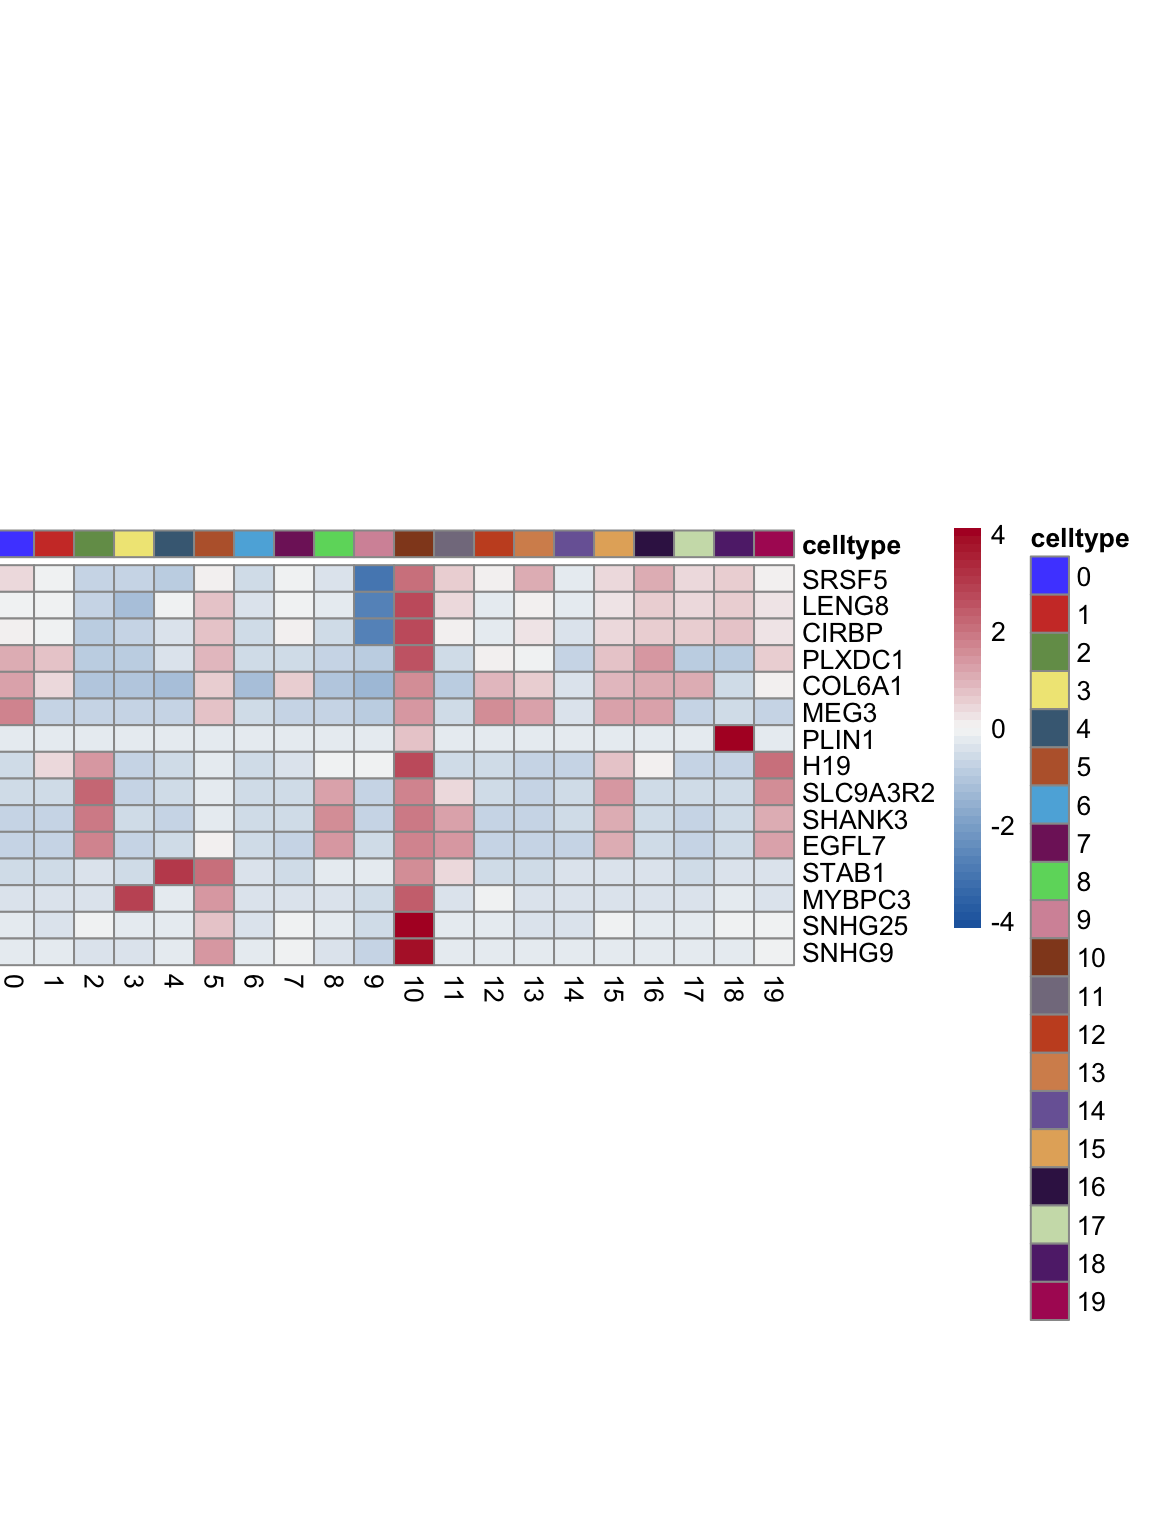 celltype
SRSF5
LENG8
CIRBP
PLXDC1
COL6A1
MEG3
PLIN1
H19
SLC9A3R2
SHANK3
EGFL7
STAB1
MYBPC3
SNHG25
SNHG9
0 1 2 3 4 5 6 7 8 9 10 11 12 13 14 15 16 17 18 19
4
2
0
-2
-4
celltype
0
1
2
3
4
5
6
7
8
9
10
11
12
13
14
15
16
17
18
19